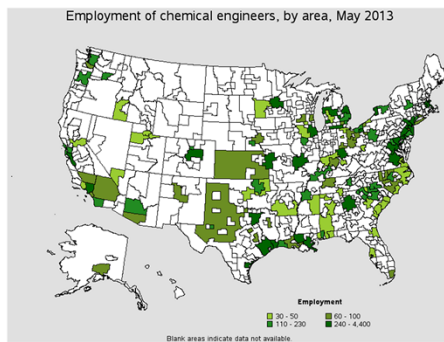 Employment of chemical engineers, by area, May 2013
Employment
30 - 50
60 - 100
110 - 230
240 - 4,400
Blank areas indicate data not available.